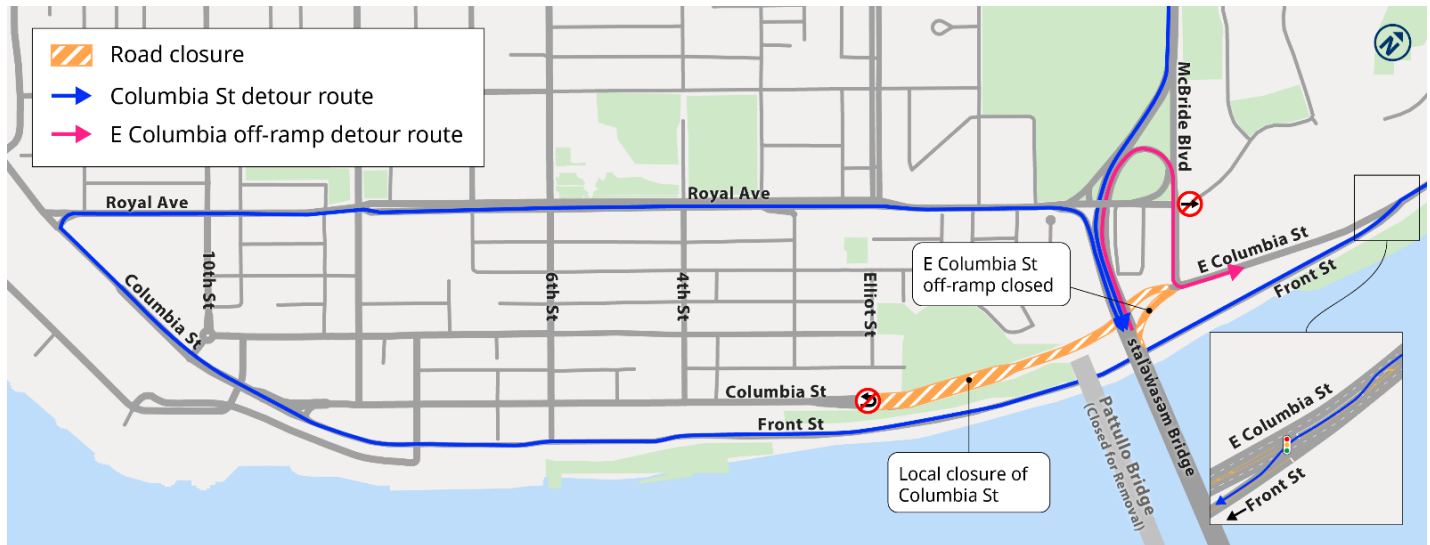 Road closure
Columbia St detour route
E Columbia off-ramp detour route
N
McBride Blvd
Royal Ave
Royal Ave
10th St
Columbia St
6th St
4th St
Elliot St
E Columbia St
off-ramp closed
E Columbia St
Front St
stal̓əw̓asəm Bridge
Columbia St
Front St
Pattullo Bridge
(Closed for Removal)
Local closure of
Columbia St
E Columbia St
Front St